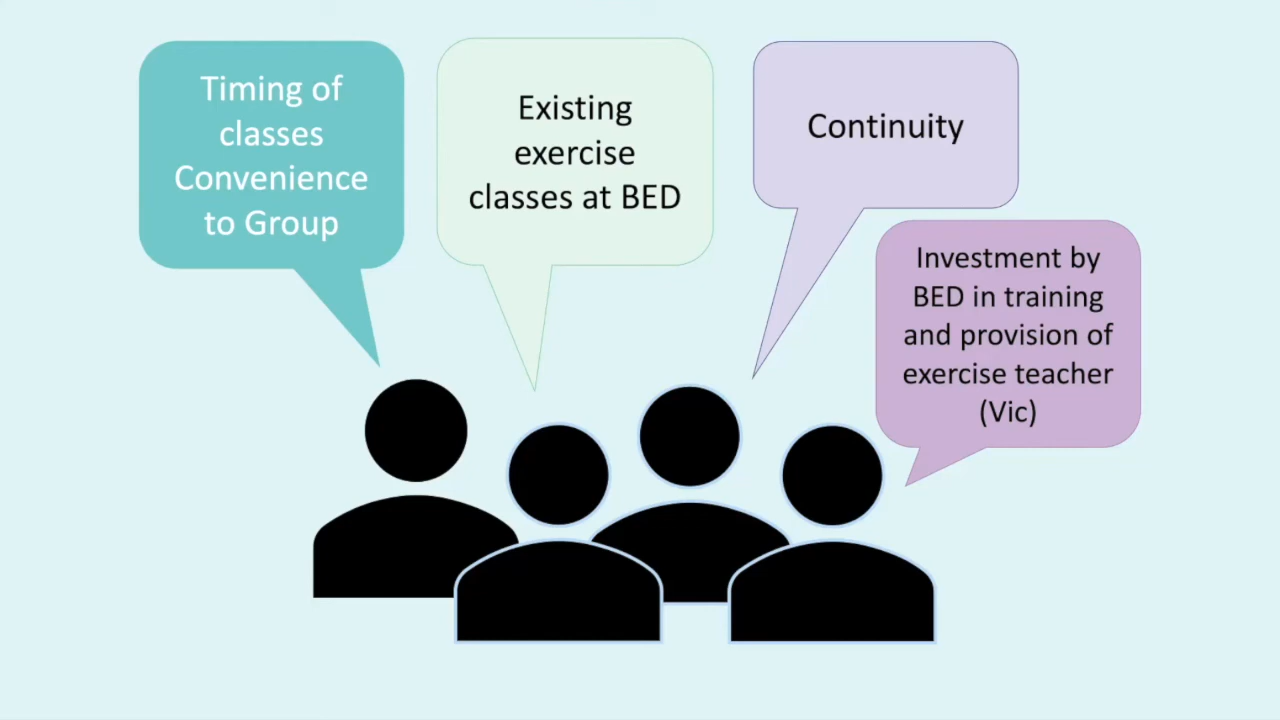 Timing of
classes
Convenience
to Group
Existing
exercise
classes at BED
Continuity
Investment by
BED in training
and provision of
exercise teacher
(Vic)